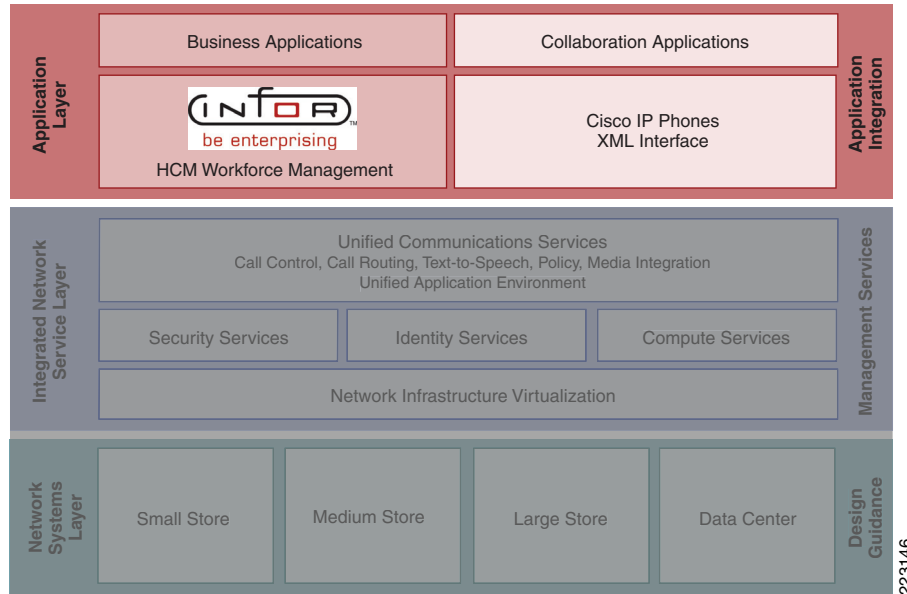 Application
Layer
Business Applications
Collaboration Applications
Application
Integration
INFOR™
be enterprising
HCM Workforce Management
Cisco IP Phones
XML Interface
Integrated Network
Service Layer
Unified Communications Services
Call Control, Call Routing, Text-to-Speech, Policy, Media Integration
Unified Application Environment
Management Services
Security Services
Identity Services
Compute Services
Network Infrastructure Virtualization
Network
Systems
Layer
Small Store
Medium Store
Large Store
Data Center
Design
Guidance
223146